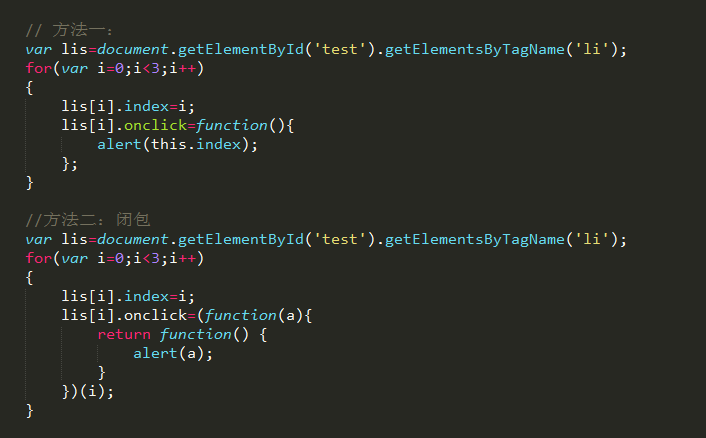 // 方法一：
var lis=document.getElementById('test').getElementsByTagName('li');
for(var i=0;i<3;i++)
{
    lis[i].index=i;
    lis[i].onclick=function(){
        alert(this.index);
    };
}
//方法二：闭包
var lis=document.getElementById('test').getElementsByTagName('li');
for(var i=0;i<3;i++)
{
    lis[i].index=i;
    lis[i].onclick=(function(a){
        return function() {
            alert(a);
        }
    })(i);
}